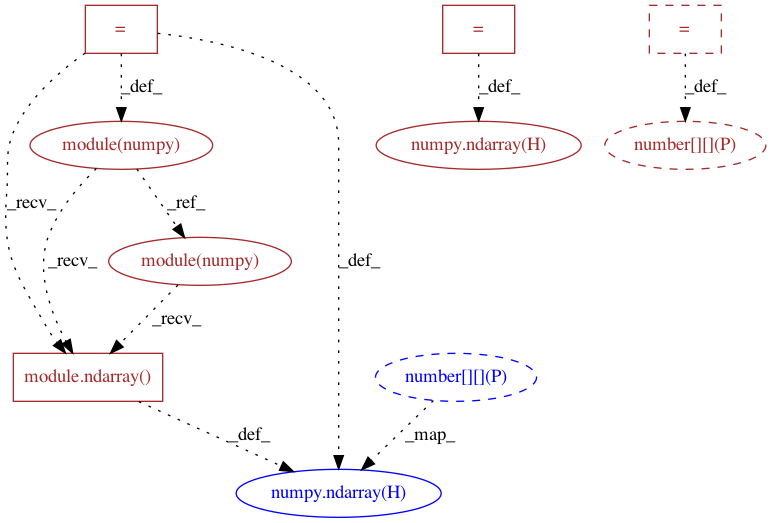 =
=
=
_def_
_def_
_def_
module(numpy)
numpy.ndarray(H)
number[][](P)
_recv_
_ref_
_recv_
module(numpy)
_def_
_recv_
module.ndarray()
number[][](P)
_def_
_map_
numpy.ndarray(H)